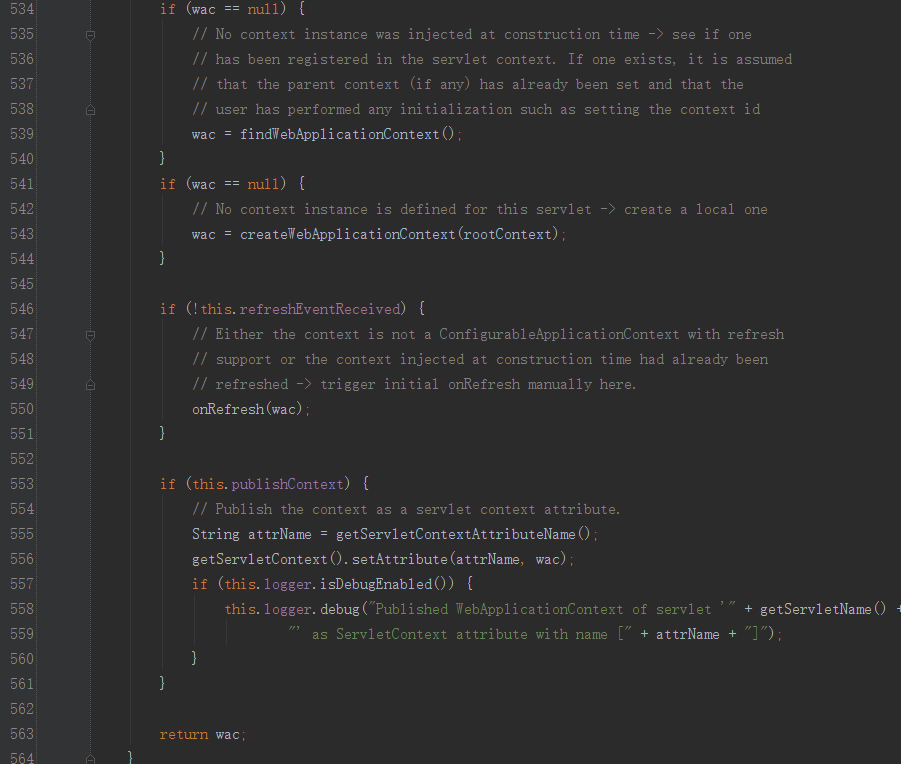 534 if (wac == null) {
535 // No context instance was injected at construction time -> see if one
536 // has been registered in the servlet context. If one exists, it is assumed
537 // that the parent context (if any) has already been set and that the
538 // user has performed any initialization such as setting the context id
539 wac = findWebApplicationContext();
540 }
541 if (wac == null) {
542 // No context instance is defined for this servlet -> create a local one
543 wac = createWebApplicationContext(rootContext);
544 }
545
546 if (!this.refreshEventReceived) {
547 // Either the context is not a ConfigurableApplicationContext with refresh
548 // support or the context injected at construction time had already been
549 // refreshed -> trigger initial onRefresh manually here.
550 onRefresh(wac);
551 }
552
553 if (this.publishContext) {
554 // Publish the context as a servlet context attribute.
555 String attrName = getServletContextAttributeName();
556 getServletContext().setAttribute(attrName, wac);
557 if (this.logger.isDebugEnabled()) {
558 this.logger.debug("Published WebApplicationContext of servlet '" + getServletName() +
559 "' as ServletContext attribute with name [" + attrName + "]");
560 }
561 }
562
563 return wac;
564 }